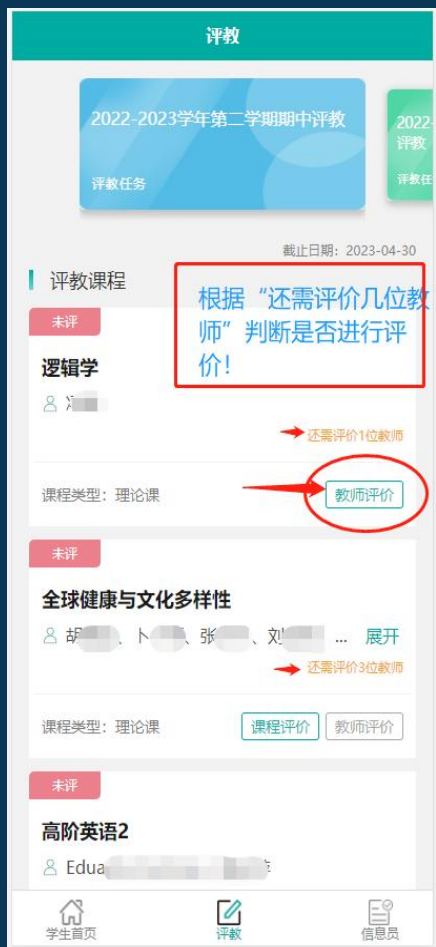 评教
2022-2023学年第二学期期中评教
评教任务
2022-
评教
评教任
截止日期：2023-04-30
评教课程
根据“还需评价几位教
师”判断是否进行评
价！
未评
逻辑学
还需评价1位教师
课程类型：理论课
教师评价
未评
全球健康与文化多样性
胡 、卜 、张 、刘 ... 展开
还需评价3位教师
课程类型：理论课
课程评价 教师评价
未评
高阶英语2
Edua
学生首页 评教 信息员